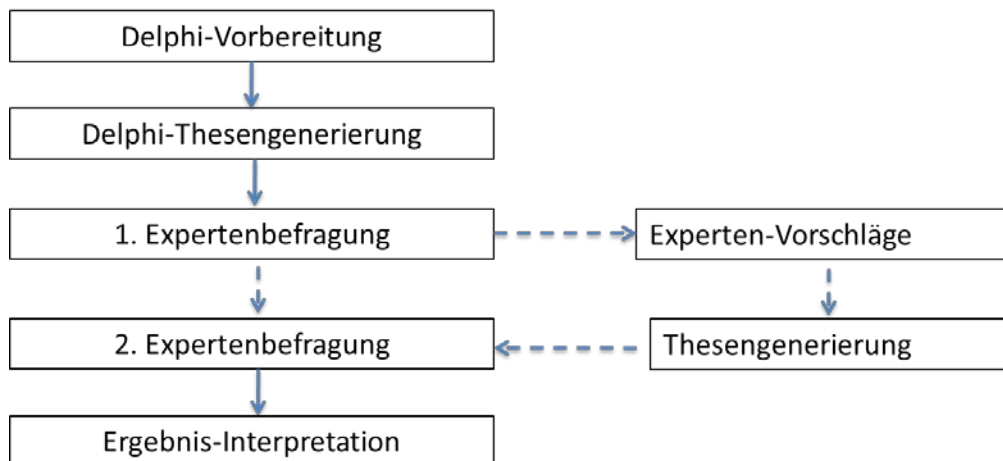 Delphi-Vorbereitung
Delphi-Thesengenerierung
1. Expertenbefragung
Experten-Vorschläge
2. Expertenbefragung
Thesengenerierung
Ergebnis-Interpretation